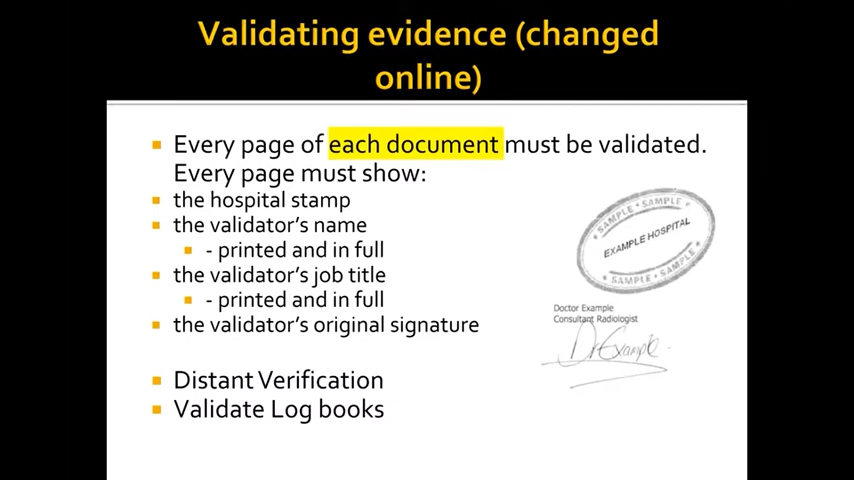 Validating evidence (changed
online)
Every page of each document must be validated.
Every page must show:
the hospital stamp
the validator's name
- printed and in full
the validator's job title
- printed and in full
the validator's original signature
Distant Verification
Validate Log books
SAMPLE SAMPLE
EXAMPLE HOSPITAL
SAMPLE SAMPLE
Doctor Example
Consultant Radiologist
Dr Example